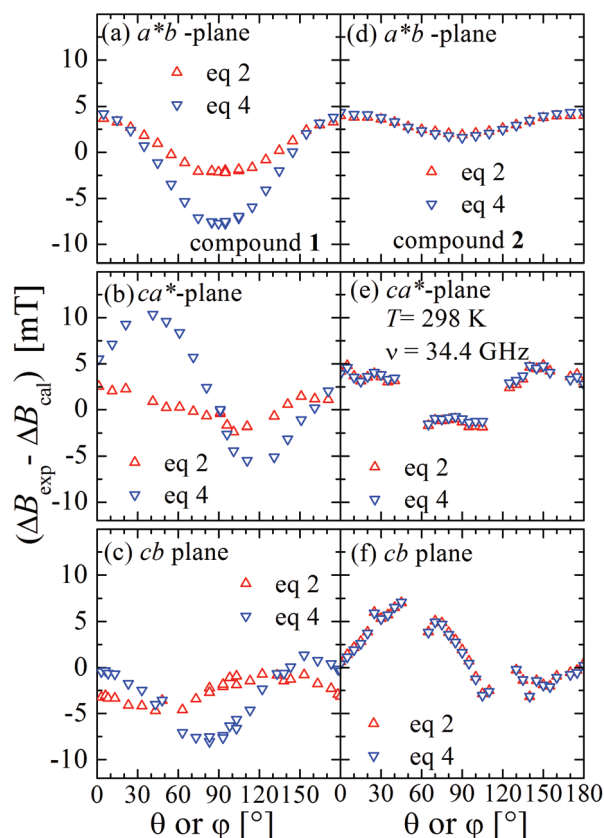 (ΔB_exp - ΔB_cal) [mT]
(a) a*b -plane
eq 2
eq 4
compound 1
10
5
0
-5
-10
(d) a*b -plane
eq 2
eq 4
compound 2
(b) ca*-plane
eq 2
eq 4
10
5
0
-5
-10
(e) ca*-plane
T= 298 K
ν = 34.4 GHz
eq 2
eq 4
(c) cb plane
eq 2
eq 4
10
5
0
-5
-10
0 30 60 90 120 150
θ or φ [°]
(f) cb plane
eq 2
eq 4
0 30 60 90 120 150 180
θ or φ [°]